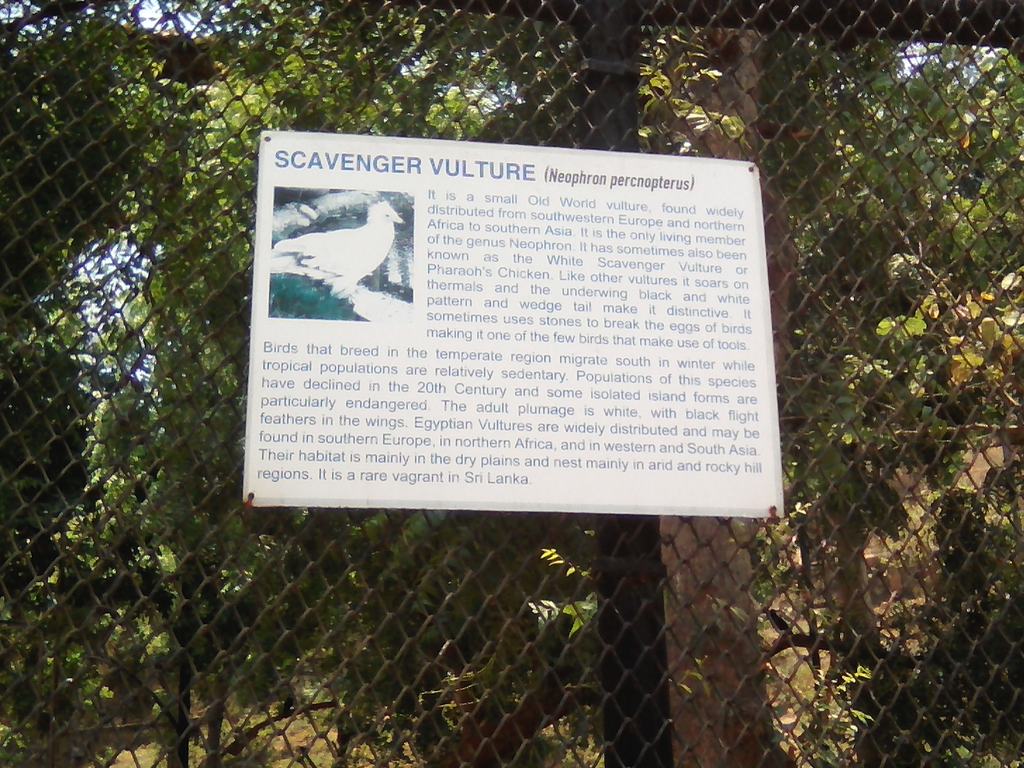 SCAVENGER VULTURE (Neophron percnopterus)
It is a small Old World vulture, found widely
distributed from southwestern Europe and northern
Africa to southern Asia. It is the only living member
of the genus Neophron. It has sometimes also been
known as the White Scavenger Vulture or
Pharaoh's Chicken. Like other vultures it soars on
thermals and the underwing black and white
pattern and wedge tail make it distinctive. It
sometimes uses stones to break the eggs of birds
making it one of the few birds that make use of tools.
Birds that breed in the temperate region migrate south in winter while
tropical populations are relatively sedentary. Populations of this species
have declined in the 20th Century and some isolated island forms are
particularly endangered. The adult plumage is white, with black flight
feathers in the wings. Egyptian Vultures are widely distributed and may be
found in southern Europe, in northern Africa, and in western and South Asia.
Their habitat is mainly in the dry plains and nest mainly in arid and rocky hill
regions. It is a rare vagrant in Sri Lanka.